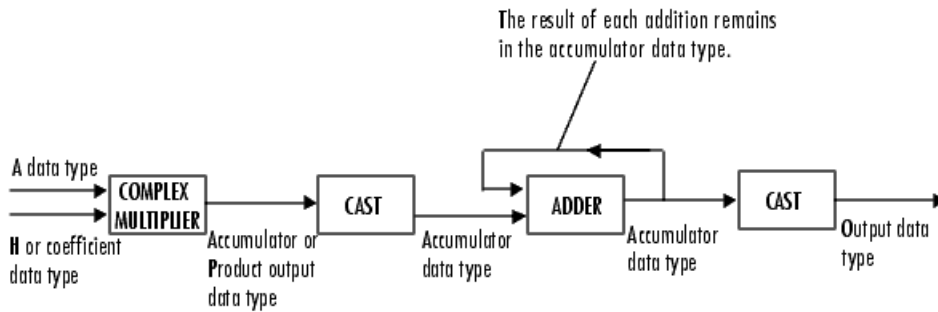 The result of each addition remains
in the accumulator data type.
A data type
COMPLEX
MULTIPLIER
CAST
ADDER
CAST
H or coefficient
data type
Accumulator or
Product output
data type
Accumulator
data type
Accumulator
data type
Output data
type